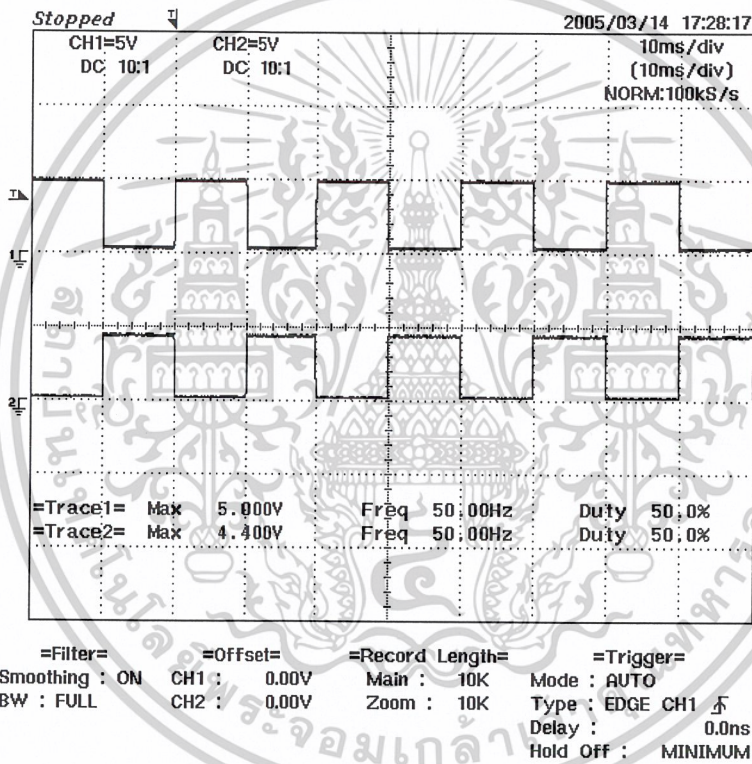 Stopped
2005/03/14 17:28:17
CH1=5V
DC 10:1
CH2=5V
DC 10:1
10ms/div
(10ms/div)
NORM:100kS/s
T
T
1
2
=Trace1= Max 5.000V Freq 50.00Hz Duty 50.0%
=Trace2= Max 4.400V Freq 50.00Hz Duty 50.0%
=Filter=
Smoothing : ON
BW : FULL
=Offset=
CH1 : 0.00V
CH2 : 0.00V
=Record Length=
Main : 10K
Zoom : 10K
=Trigger=
Mode : AUTO
Type : EDGE CH1
Delay : 0.0ns
Hold Off : MINIMUM